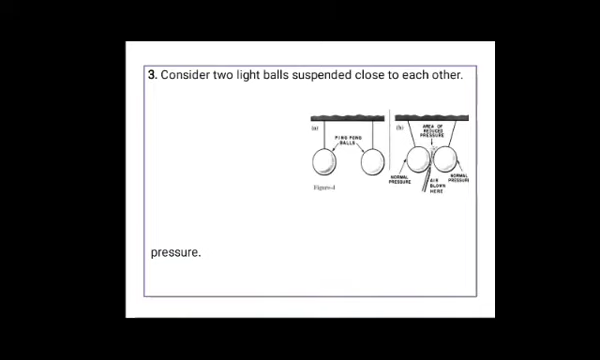 3. Consider two light balls suspended close to each other.
(a)
PING PONG
BALLS
Figure-4
(b)
AREA OF
REDUCED
PRESSURE
NORMAL
PRESSURE
AIR
BLOWN
HERE
NORMAL
PRESSURE
pressure.